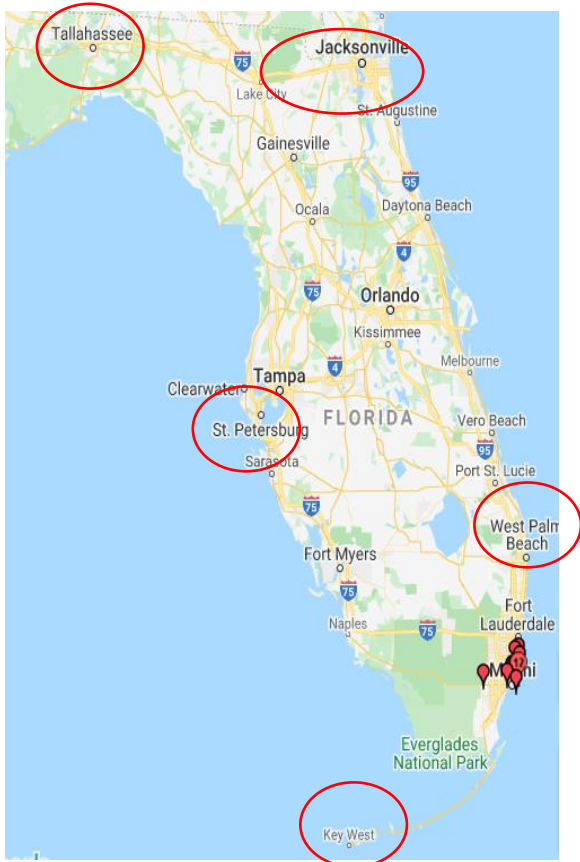 Tallahassee
Jacksonville
75
Lake City
St. Augustine
Gainesville
95
Ocala
Daytona Beach
4
75
Orlando
Kissimmee
Melbourne
4
Clearwater
Tampa
St. Petersburg
FLORIDA
Vero Beach
95
Sarasota
Port St. Lucie
75
West Palm
Beach
Fort Myers
75
Naples
75
Fort
Lauderdale
17
Everglades
National Park
Key West